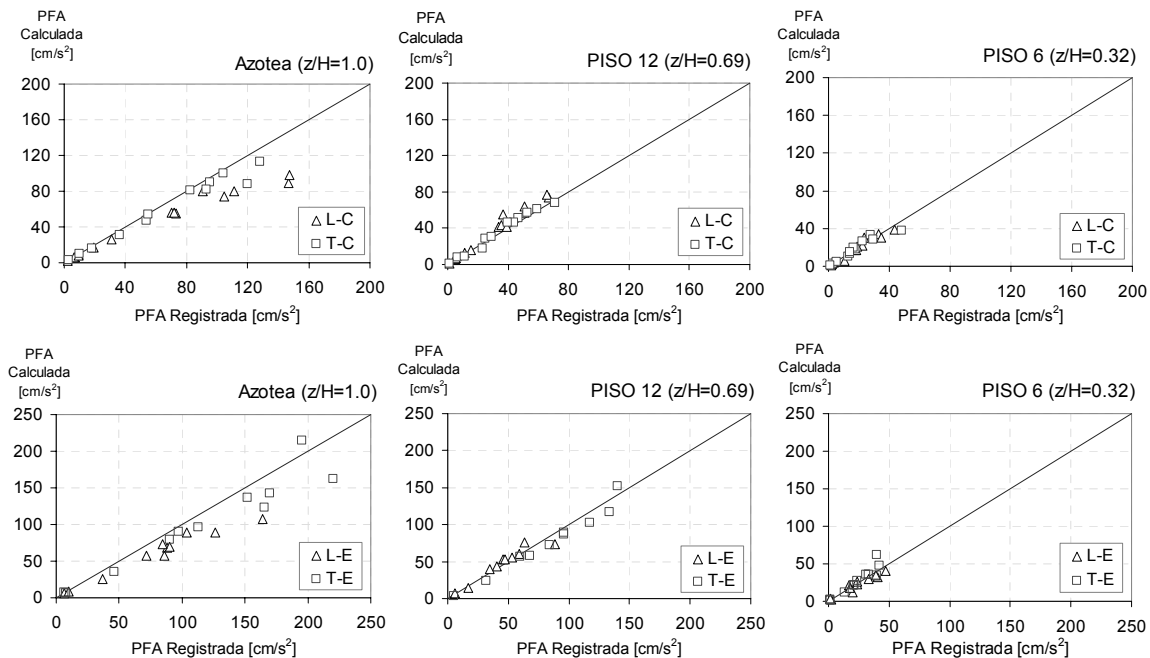 PFA
Calculada
[cm/s²]
Azotea (z/H=1.0)
200
160
120
80
40
0
0 40 80 120 160 200
PFA Registrada [cm/s²]
L-C
T-C
PFA
Calculada
[cm/s²]
PISO 12 (z/H=0.69)
200
160
120
80
40
0
0 40 80 120 160 200
PFA Registrada [cm/s²]
L-C
T-C
PFA
Calculada
[cm/s²]
PISO 6 (z/H=0.32)
200
160
120
80
40
0
0 40 80 120 160 200
PFA Registrada [cm/s²]
L-C
T-C
PFA
Calculada
[cm/s²]
Azotea (z/H=1.0)
250
200
150
100
50
0
0 50 100 150 200 250
PFA Registrada [cm/s²]
L-E
T-E
PFA
Calculada
[cm/s²]
PISO 12 (z/H=0.69)
250
200
150
100
50
0
0 50 100 150 200 250
PFA Registrada [cm/s²]
L-E
T-E
PFA
Calculada
[cm/s²]
PISO 6 (z/H=0.32)
250
200
150
100
50
0
0 50 100 150 200 250
PFA Registrada [cm/s²]
L-E
T-E